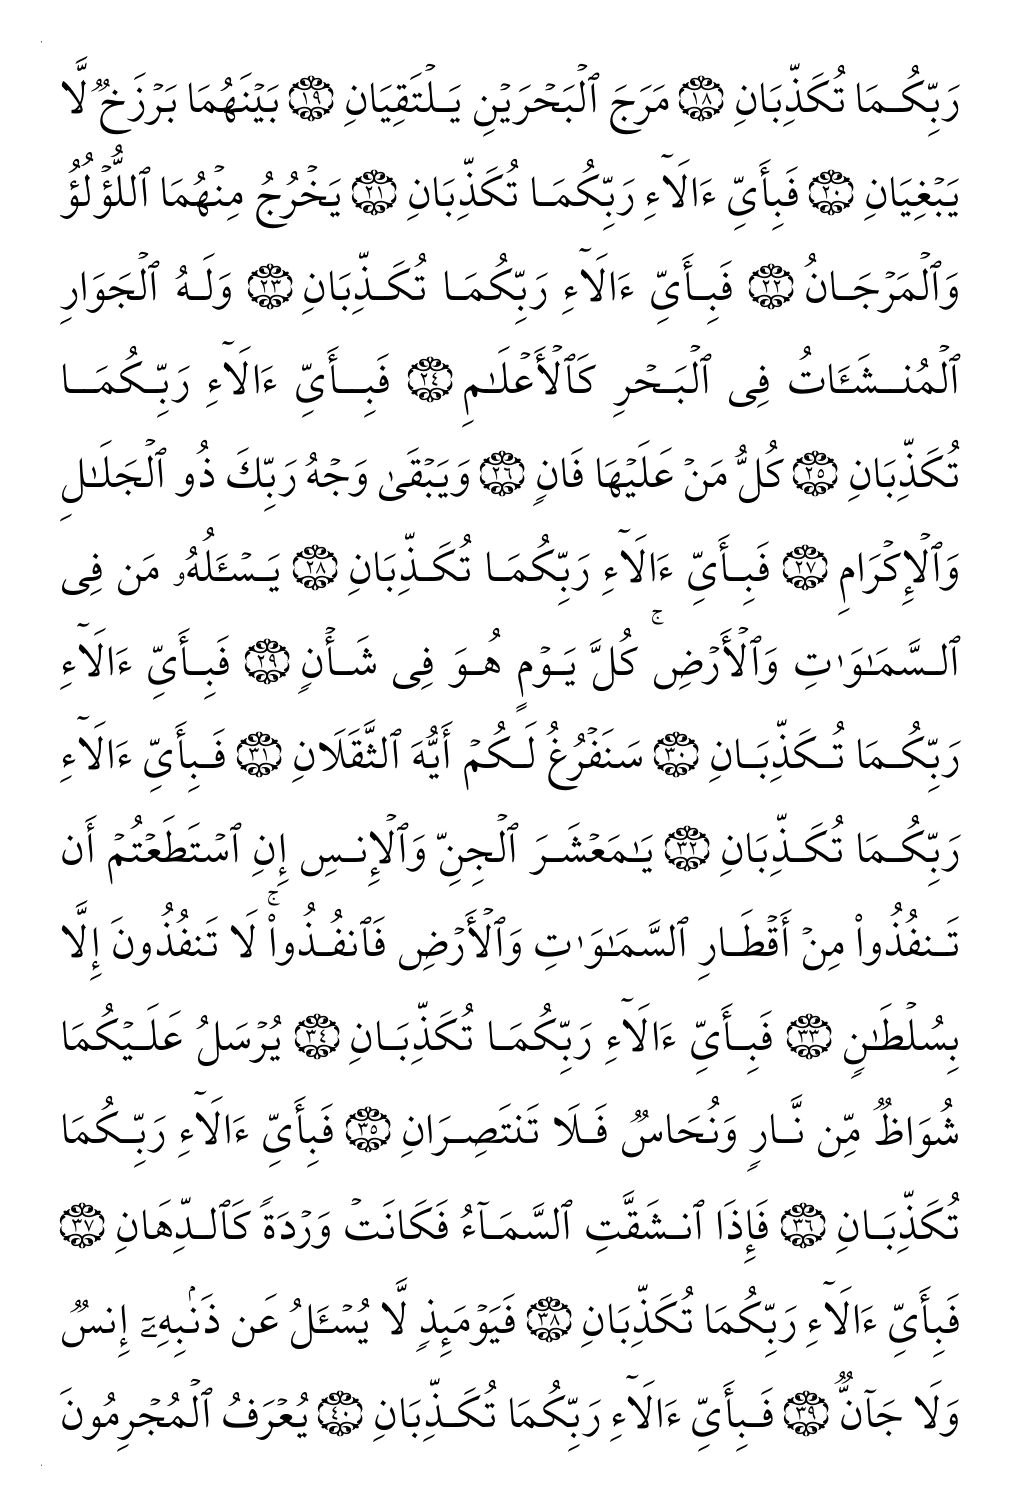 رَبِّكُمَا تُكَذِّبَانِ ١٨ مَرَجَ ٱلۡبَحۡرَيۡنِ يَلۡتَقِيَانِ ١٩ بَيۡنَهُمَا بَرۡزَخٞ لَّا
يَبۡغِيَانِ ٢٠ فَبِأَيِّ ءَالَآءِ رَبِّكُمَا تُكَذِّبَانِ ٢١ يَخۡرُجُ مِنۡهُمَا ٱللُّؤۡلُؤُ
وَٱلۡمَرۡجَانُ ٢٢ فَبِأَيِّ ءَالَآءِ رَبِّكُمَا تُكَذِّبَانِ ٢٣ وَلَهُ ٱلۡجَوَارِ
ٱلۡمُنشَـَٔاتُ فِي ٱلۡبَحۡرِ كَٱلۡأَعۡلَٰمِ ٢٤ فَبِأَيِّ ءَالَآءِ رَبِّكُمَا
تُكَذِّبَانِ ٢٥ كُلُّ مَنۡ عَلَيۡهَا فَانٖ ٢٦ وَيَبۡقَىٰ وَجۡهُ رَبِّكَ ذُو ٱلۡجَلَٰلِ
وَٱلۡإِكۡرَامِ ٢٧ فَبِأَيِّ ءَالَآءِ رَبِّكُمَا تُكَذِّبَانِ ٢٨ يَسۡـَٔلُهُۥ مَن فِي
ٱلسَّمَٰوَٰتِ وَٱلۡأَرۡضِۚ كُلَّ يَوۡمٍ هُوَ فِي شَأۡنٖ ٢٩ فَبِأَيِّ ءَالَآءِ
رَبِّكُمَا تُكَذِّبَانِ ٣٠ سَنَفۡرُغُ لَكُمۡ أَيُّهَ ٱلثَّقَلَانِ ٣١ فَبِأَيِّ ءَالَآءِ
رَبِّكُمَا تُكَذِّبَانِ ٣٢ يَٰمَعۡشَرَ ٱلۡجِنِّ وَٱلۡإِنسِ إِنِ ٱسۡتَطَعۡتُمۡ أَن
تَنفُذُواْ مِنۡ أَقۡطَارِ ٱلسَّمَٰوَٰتِ وَٱلۡأَرۡضِ فَٱنفُذُواْۚ لَا تَنفُذُونَ إِلَّا
بِسُلۡطَٰنٖ ٣٣ فَبِأَيِّ ءَالَآءِ رَبِّكُمَا تُكَذِّبَانِ ٣٤ يُرۡسَلُ عَلَيۡكُمَا
شُوَاظٞ مِّن نَّارٖ وَنُحَاسٞ فَلَا تَنتَصِرَانِ ٣٥ فَبِأَيِّ ءَالَآءِ رَبِّكُمَا
تُكَذِّبَانِ ٣٦ فَإِذَا ٱنشَقَّتِ ٱلسَّمَآءُ فَكَانَتۡ وَرۡدَةٗ كَٱلدِّهَانِ ٣٧
فَبِأَيِّ ءَالَآءِ رَبِّكُمَا تُكَذِّبَانِ ٣٨ فَيَوۡمَئِذٖ لَّا يُسۡـَٔلُ عَن ذَنۢبِهِۦٓ إِنسٞ
وَلَا جَآنّٞ ٣٩ فَبِأَيِّ ءَالَآءِ رَبِّكُمَا تُكَذِّبَانِ ٤٠ يُعۡرَفُ ٱلۡمُجۡرِمُونَ